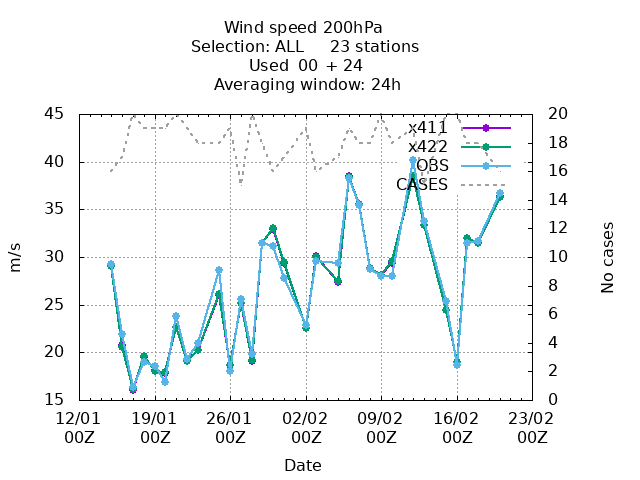 Wind speed 200hPa
Selection: ALL 23 stations
Used 00 + 24
Averaging window: 24h
45
40
35
30
25
20
15
m/s
20
18
16
14
12
10
8
6
4
2
0
No cases
x411
x422
OBS
CASES
12/01 19/01 26/01 02/02 09/02 16/02 23/02
00Z 00Z 00Z 00Z 00Z 00Z 00Z
Date